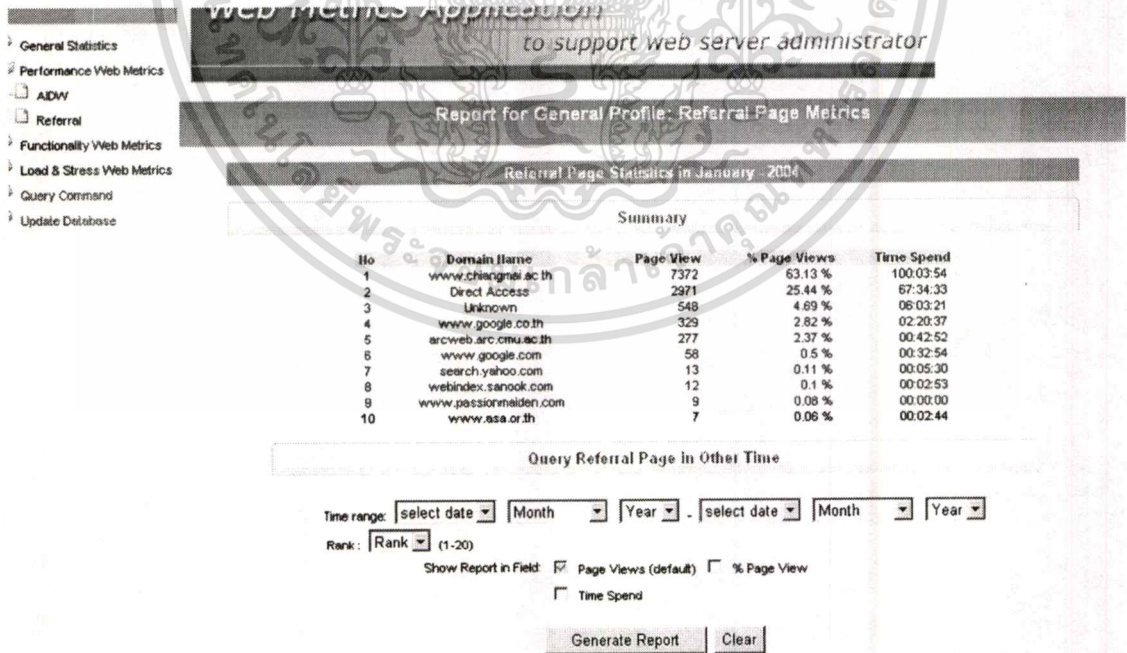 Web Metrics Application
to support web server administrator
General Statistics
Performance Web Metrics
AIDW
Referral
Functionality Web Metrics
Load & Stress Web Metrics
Query Command
Update Database
Report for General Profile: Referral Page Metrics
Referral Page Statistics in January - 2004
Summary
No Domain Name Page View % Page Views Time Spend
1 www.chiangmai.ac.th 7372 63.13 % 100:03:54
2 Direct Access 2971 25.44 % 67:34:33
3 Unknown 548 4.69 % 06:03:21
4 www.google.co.th 329 2.82 % 02:20:37
5 arcweb.arc.cmu.ac.th 277 2.37 % 00:42:52
6 www.google.com 58 0.5 % 00:32:54
7 search.yahoo.com 13 0.11 % 00:05:30
8 webindex.sanook.com 12 0.1 % 00:02:53
9 www.passionmaiden.com 9 0.08 % 00:00:00
10 www.asa.or.th 7 0.06 % 00:02:44
Query Referral Page in Other Time
Time range: select date Month Year - select date Month Year
Rank : Rank (1-20)
Show Report in Field: Page Views (default) % Page View
Time Spend
Generate Report Clear